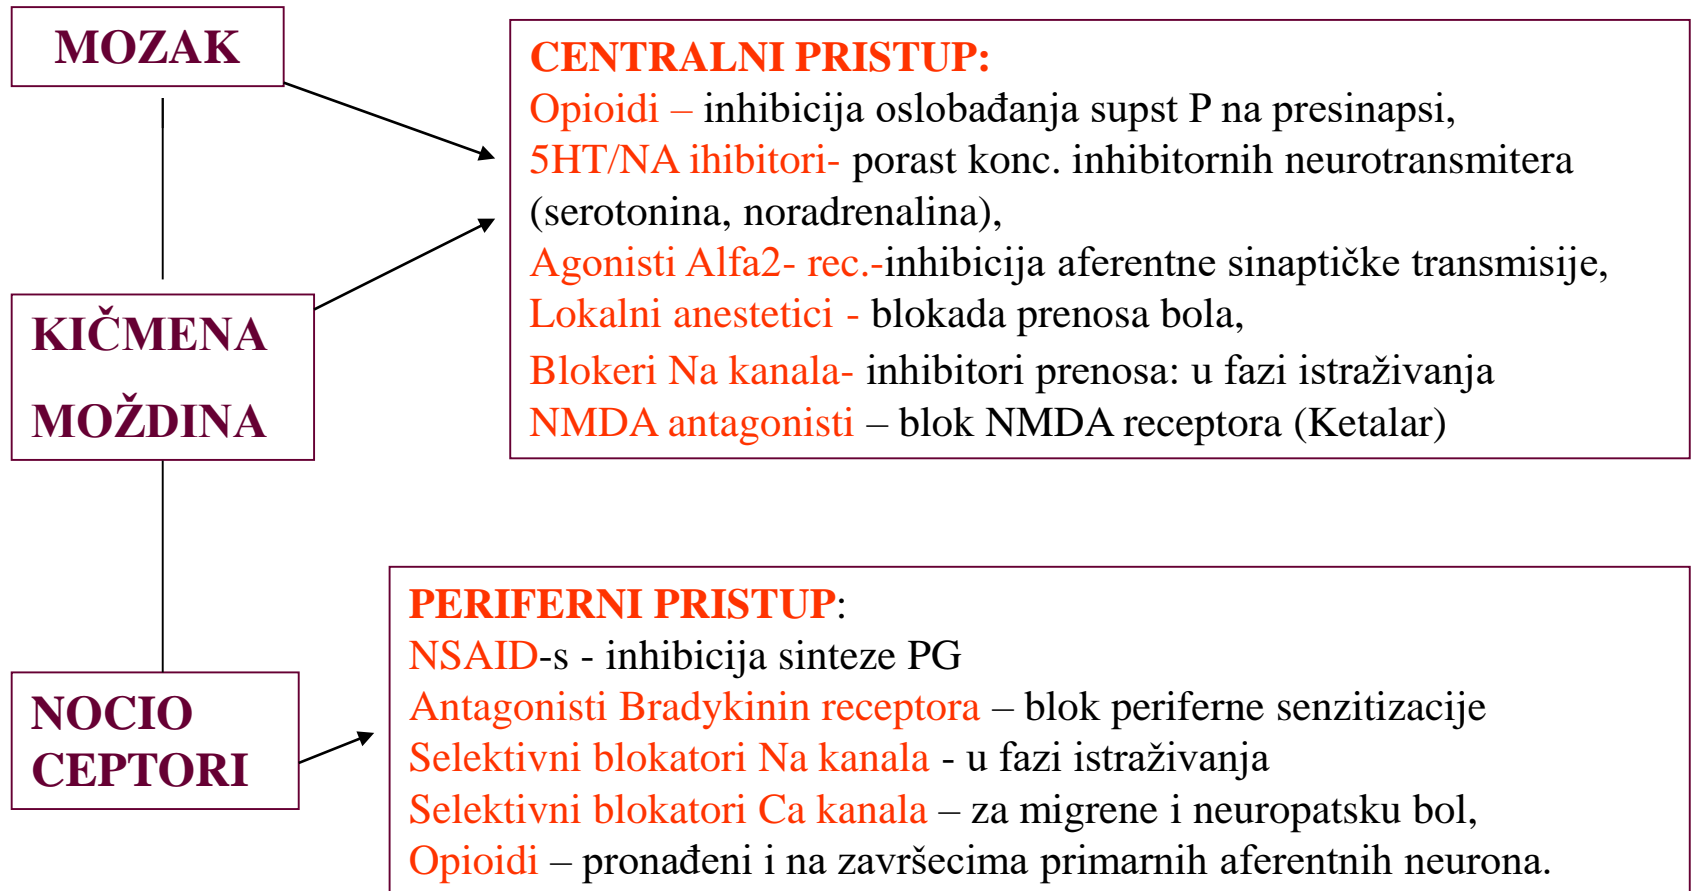 MOZAK
CENTRALNI PRISTUP:
Opioidi – inhibicija oslobađanja supst P na presinapsi,
5HT/NA ihibitori- porast konc. inhibitornih neurotransmitera
(serotonina, noradrenalina),
Agonisti Alfa2- rec.-inhibicija aferentne sinaptičke transmisije,
Lokalni anestetici - blokada prenosa bola,
Blokeri Na kanala- inhibitori prenosa: u fazi istraživanja
NMDA antagonisti – blok NMDA receptora (Ketalar)
KIČMENA
MOŽDINA
PERIFERNI PRISTUP:
NSAID-s - inhibicija sinteze PG
Antagonisti Bradykinin receptora – blok periferne senzitizacije
Selektivni blokatori Na kanala - u fazi istraživanja
Selektivni blokatori Ca kanala – za migrene i neuropatsku bol,
Opioidi – pronađeni i na završecima primarnih aferentnih neurona.
NOCIO
CEPTORI